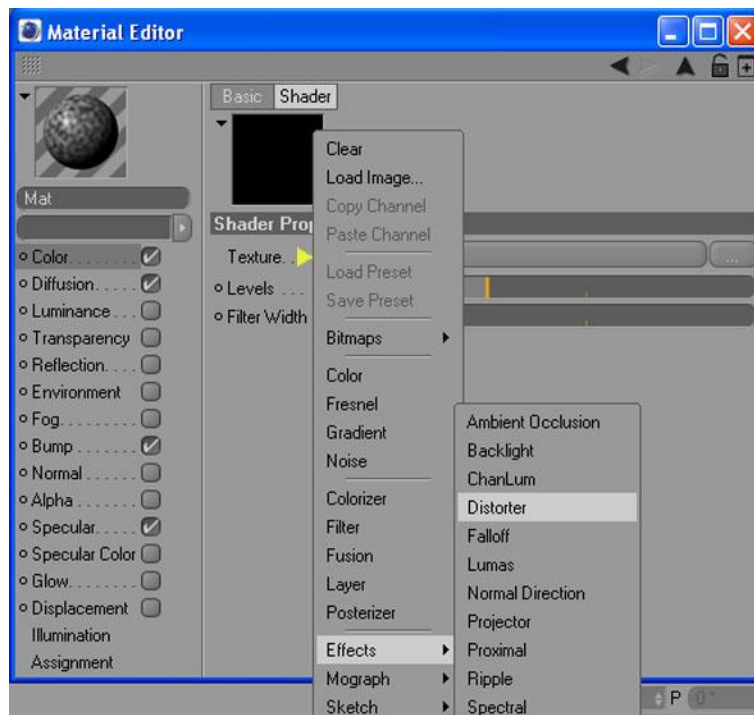 Material Editor
Basic Shader
Mat
Shader Prop
Texture. .
Levels . . .
Filter Width
...
Color. . . . . . .
Diffusion. . . . .
Luminance . . .
Transparency
Reflection. . . .
Environment
Fog. . . . . . . . .
Bump . . . . . . .
Normal . . . . . .
Alpha . . . . . . .
Specular. . . . .
Specular Color
Glow. . . . . . . .
Displacement
Illumination
Assignment
Clear
Load Image...
Copy Channel
Paste Channel
Load Preset
Save Preset
Bitmaps
Color
Fresnel
Gradient
Noise
Colorizer
Filter
Fusion
Layer
Posterizer
Effects
Mograph
Sketch
Ambient Occlusion
Backlight
ChanLum
Distorter
Falloff
Lumas
Normal Direction
Projector
Proximal
Ripple
Spectral
P 0 °